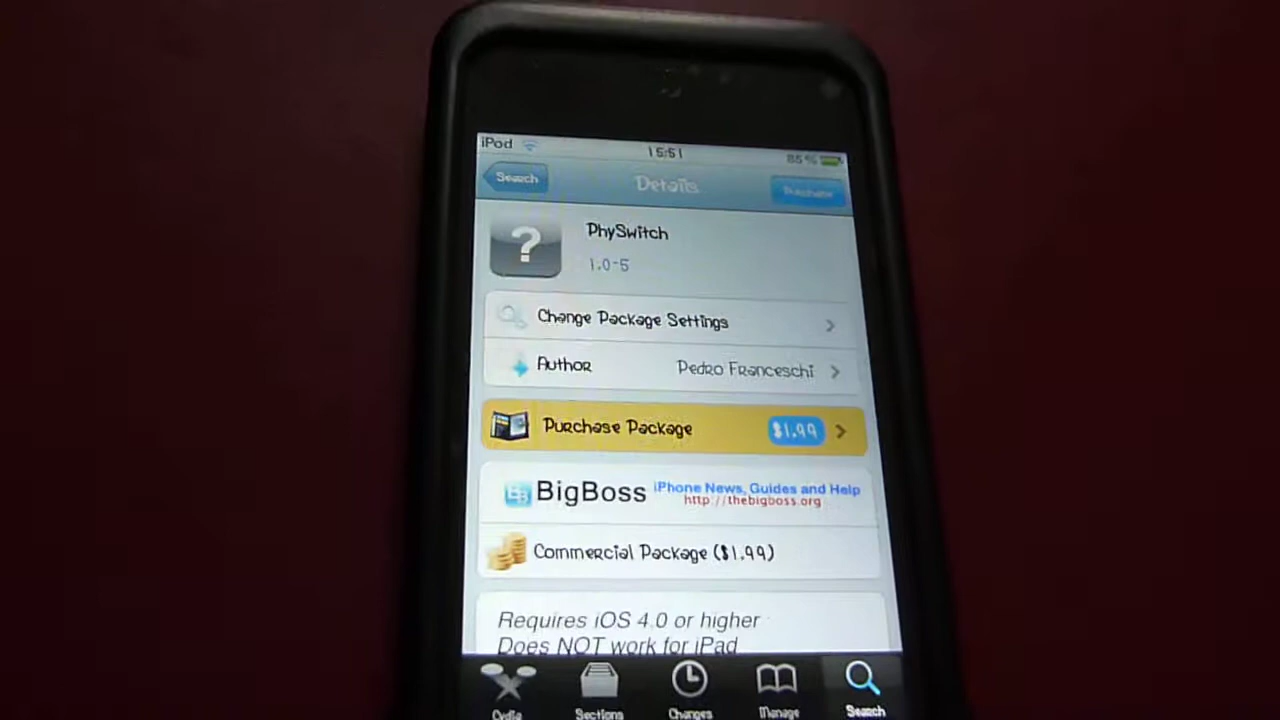 iPod 15:51 85%
Search Details Purchase
PhySwitch
1.0-5
Change Package Settings
Author Pedro Franceschi
Purchase Package $1.99
BigBoss iPhone News, Guides and Help
http://thebigboss.org
Commercial Package ($1.99)
Requires iOS 4.0 or higher
Does NOT work for iPad
Cydia Sections Changes Manage Search